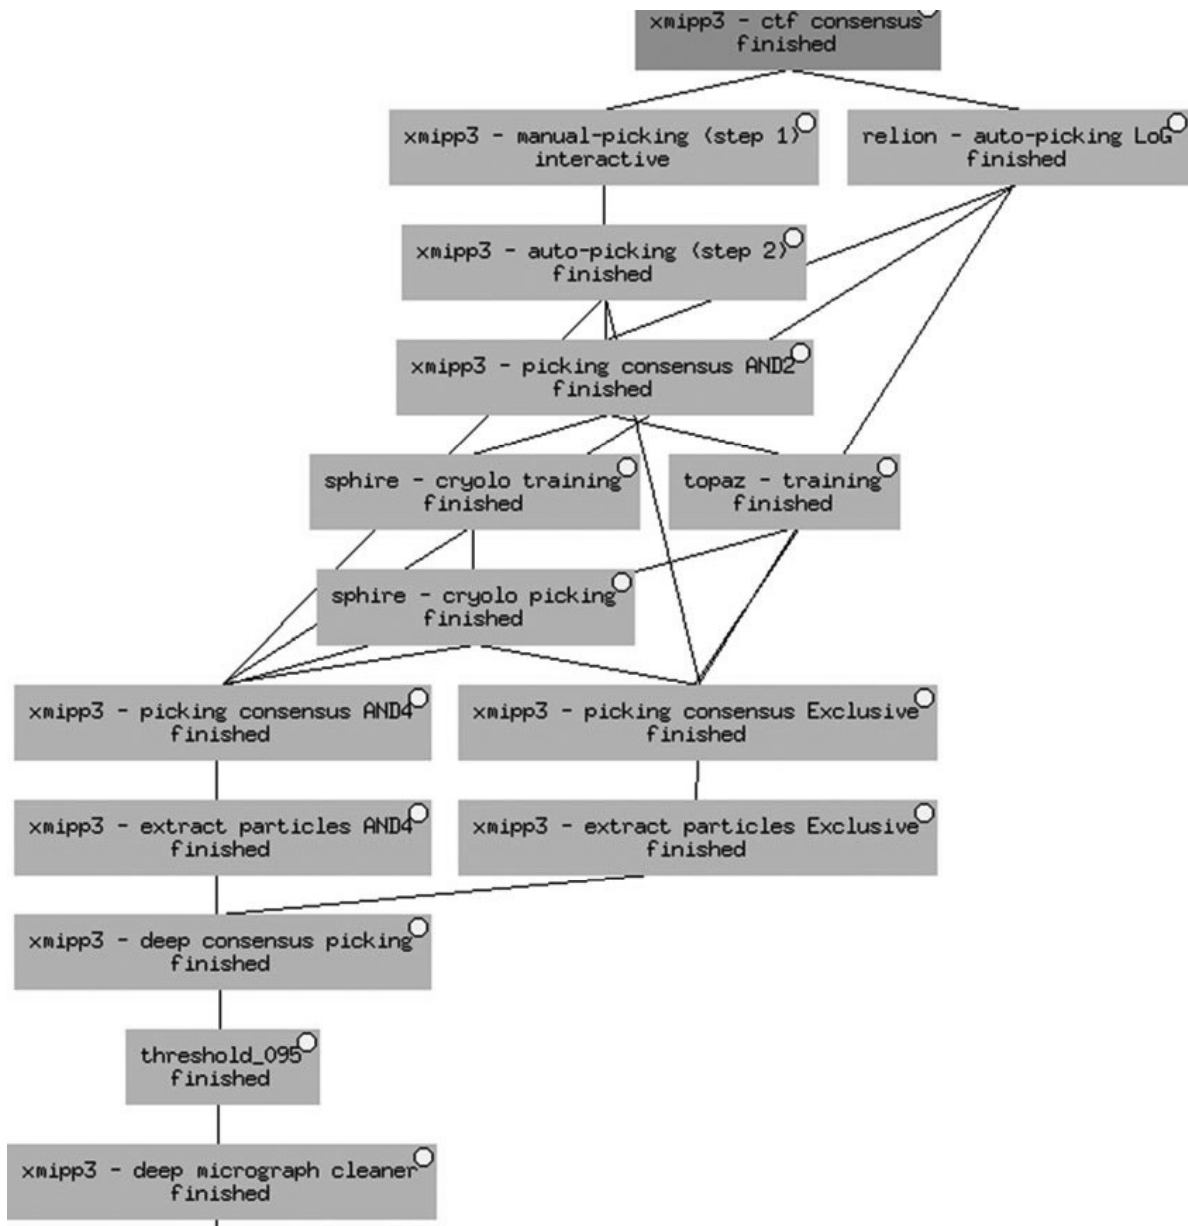 xmipp3 - ctf consensus
finished
xmipp3 - manual-picking (step 1)
interactive
relion - auto-picking LoG
finished
xmipp3 - auto-picking (step 2)
finished
xmipp3 - picking consensus AND2
finished
sphire - cryolo training
finished
topaz - training
finished
sphire - cryolo picking
finished
xmipp3 - picking consensus AND4
finished
xmipp3 - picking consensus Exclusive
finished
xmipp3 - extract particles AND4
finished
xmipp3 - extract particles Exclusive
finished
xmipp3 - deep consensus picking
finished
threshold_095
finished
xmipp3 - deep micrograph cleaner
finished